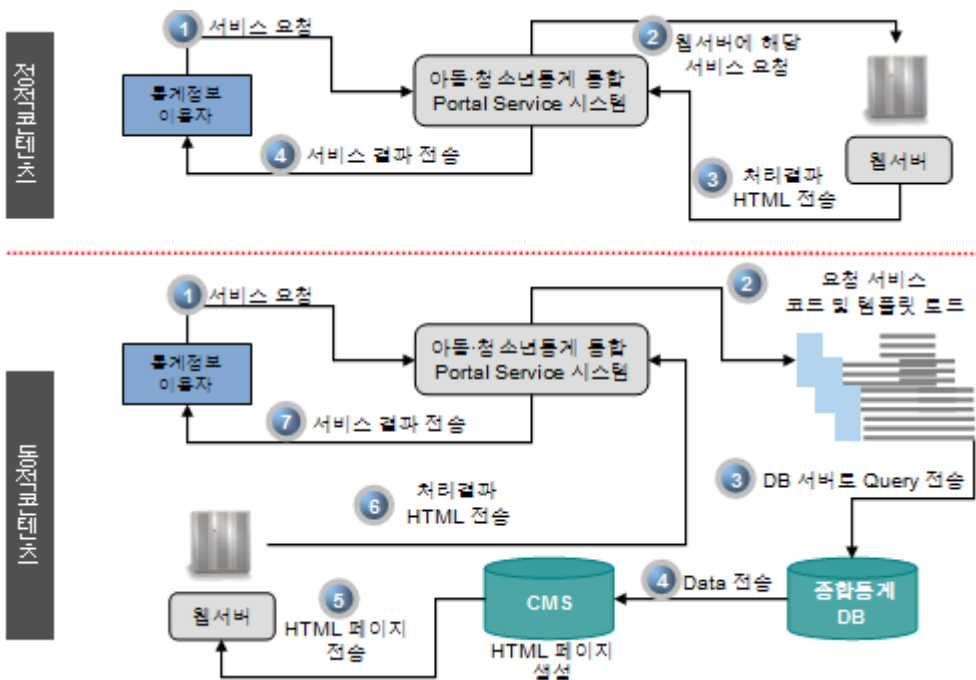 정적콘텐츠
1 서비스 요청
통계정보
이용자
아동·청소년통계 통합
Portal Service 시스템
2 웹서버에 해당
서비스 요청
웹서버
3 처리결과
HTML 전송
4 서비스 결과 전송
동적콘텐츠
1 서비스 요청
통계정보
이용자
아동·청소년통계 통합
Portal Service 시스템
2 요청 서비스
코드 및 템플릿 로드
3 DB 서버로 Query 전송
종합통계
DB
4 Data 전송
CMS
HTML 페이지
생성
5
HTML 페이지
전송
웹서버
6 처리결과
HTML 전송
7 서비스 결과 전송